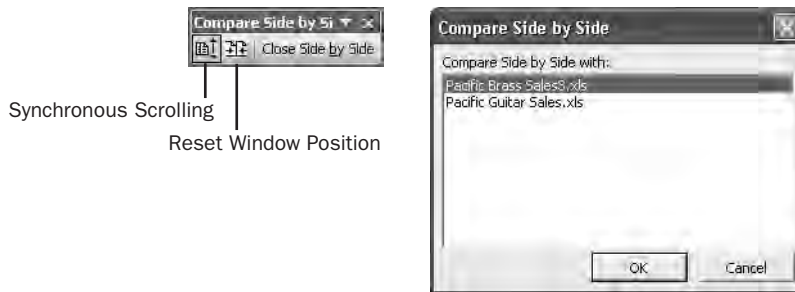 Compare Side by Si
Close Side by Side
Synchronous Scrolling
Reset Window Position
Compare Side by Side
Compare Side by Side with:
Pacific Brass Sales8.xls
Pacific Guitar Sales.xls
OK
Cancel